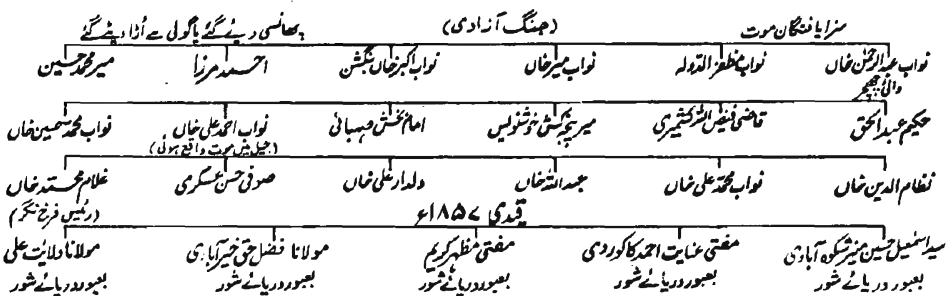 سزا یافتگان موت (جنگ آزادی) پھانسی دیئے گئے یا گولی سے اُڑا دیئے گئے
نواب عبدالرحمٰن خاں نواب مظفر الدولہ نواب میر خاں نواب اکبر خاں بنگش احمد مرزا میر محمد حسین
والئ جھجر
حکیم عبدالحق قاضی فیض اللہ کشمیری میر پنجہ کش خوشنویس امام بخش صہبائی نواب احمد علی خاں نواب محمد حسین خاں
(جیل میں موت واقع ہوئی)
نظام الدین خاں نواب محمد علی خاں عبداللہ خاں دلدار علی خاں صوفی حسن عسکری غلام محمد خاں
(رئیس فرخ نگر)
قیدی ۱۸۵۷ء
سید اسمٰعیل حسین منیر شکوہ آبادی مفتی عنایت احمد کاکوروی مفتی مظہر کریم مولانا فضل حق خیرآبادی مولانا ولایت علی
بعبور دریائے شور بعبور دریائے شور بعبور دریائے شور بعبور دریائے شور بعبور دریائے شور